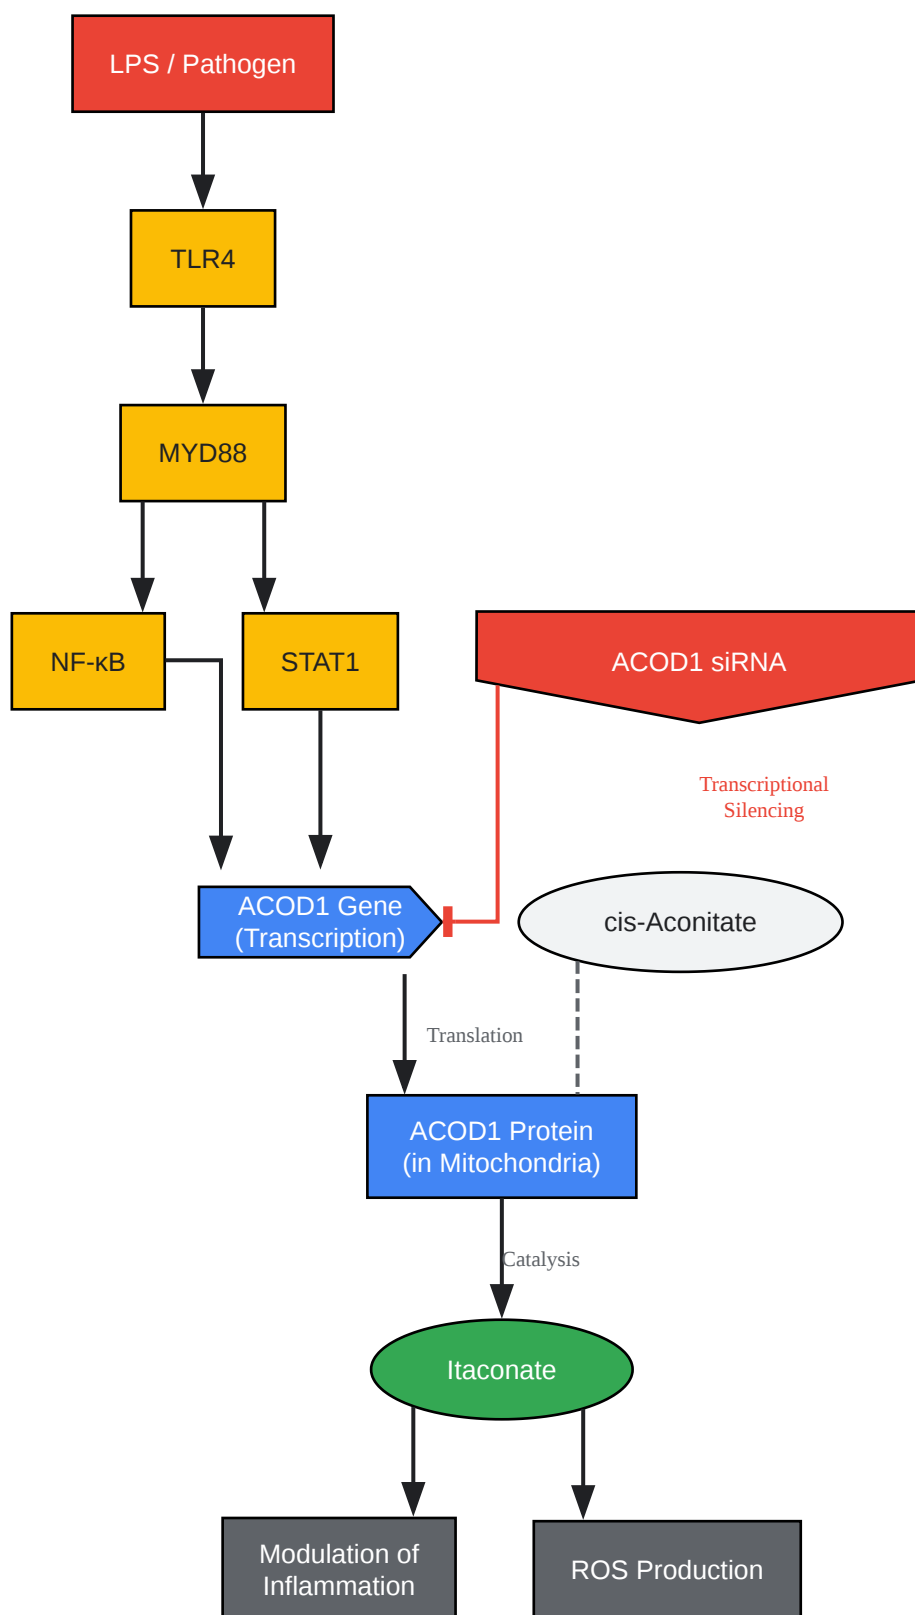 LPS / Pathogen
TLR4
MYD88
NF-κB
STAT1
ACOD1 siRNA
Transcriptional
Silencing
ACOD1 Gene
(Transcription)
cis-Aconitate
Translation
ACOD1 Protein
(in Mitochondria)
Catalysis
Itaconate
Modulation of
Inflammation
ROS Production